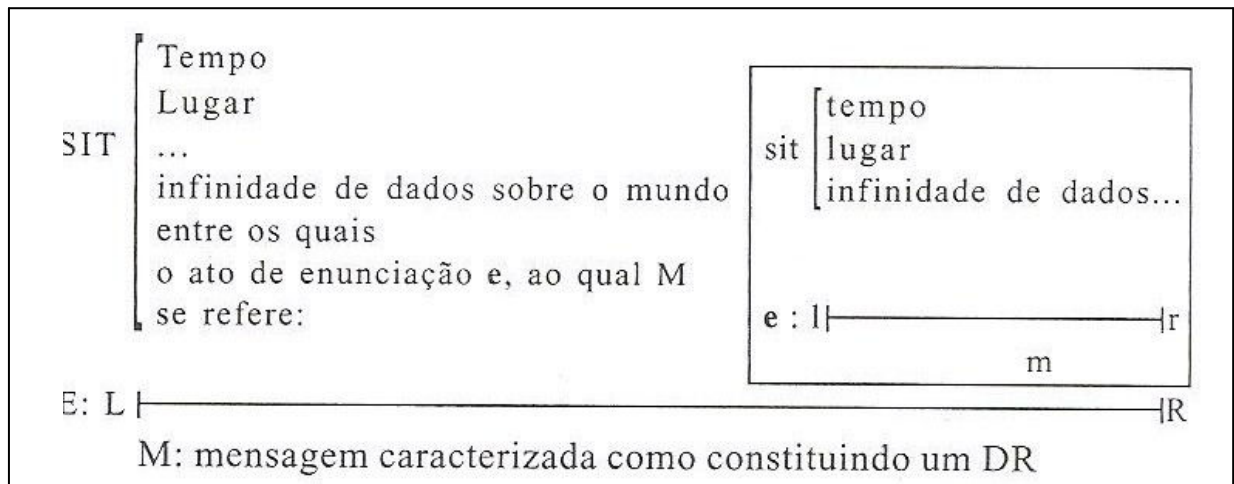 Tempo
Lugar
SIT
...
infinidade de dados sobre o mundo
entre os quais
o ato de enunciação e, ao qual M
se refere:
tempo
sit lugar
infinidade de dados...
e : l r
m
E: L R
M: mensagem caracterizada como constituindo um DR